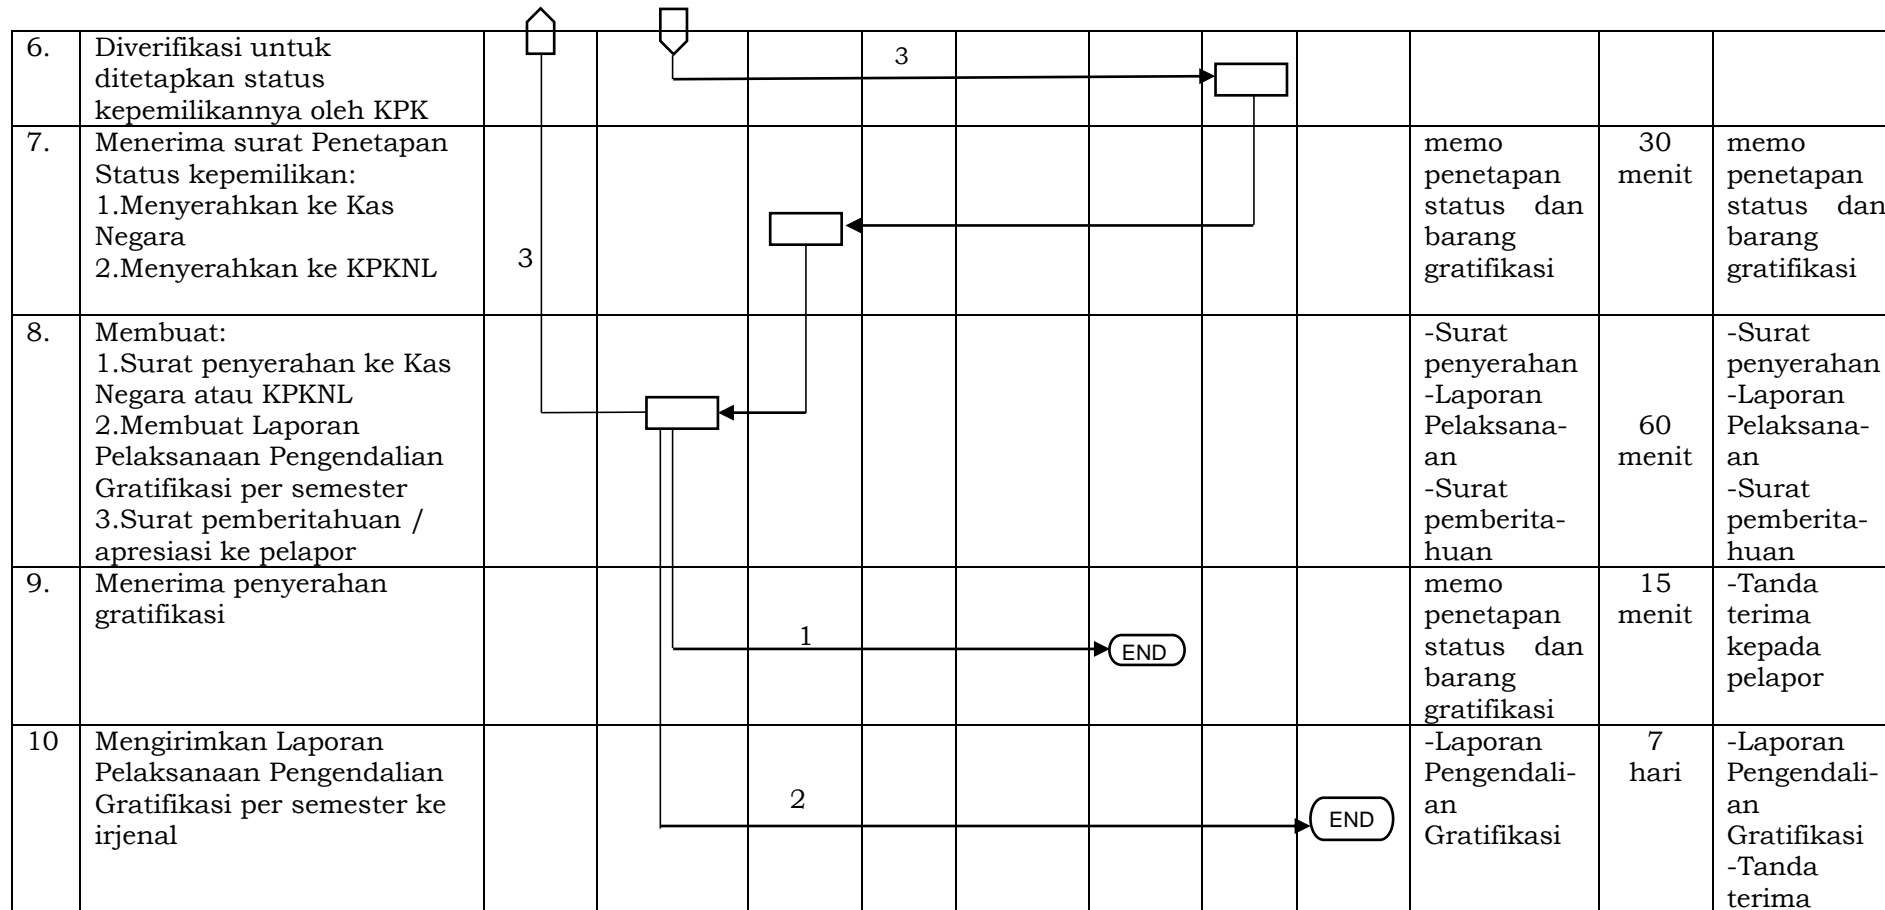 6.
Diverifikasi untuk
ditetapkan status
kepemilikannya oleh KPK
3
7.
Menerima surat Penetapan
Status kepemilikan:
1.Menyerahkan ke Kas
Negara
2.Menyerahkan ke KPKNL
3
memo
penetapan
status dan
barang
gratifikasi
30
menit
memo
penetapan
status dan
barang
gratifikasi
8.
Membuat:
1.Surat penyerahan ke Kas
Negara atau KPKNL
2.Membuat Laporan
Pelaksanaan Pengendalian
Gratifikasi per semester
3.Surat pemberitahuan /
apresiasi ke pelapor
-Surat
penyerahan
-Laporan
Pelaksana-
an
-Surat
pemberita-
huan
60
menit
-Surat
penyerahan
-Laporan
Pelaksana-
an
-Surat
pemberita-
huan
9.
Menerima penyerahan
gratifikasi
1
END
memo
penetapan
status dan
barang
gratifikasi
15
menit
-Tanda
terima
kepada
pelapor
10
Mengirimkan Laporan
Pelaksanaan Pengendalian
Gratifikasi per semester ke
irjenal
2
END
-Laporan
Pengendali-
an
Gratifikasi
7
hari
-Laporan
Pengendali-
an
Gratifikasi
-Tanda
terima